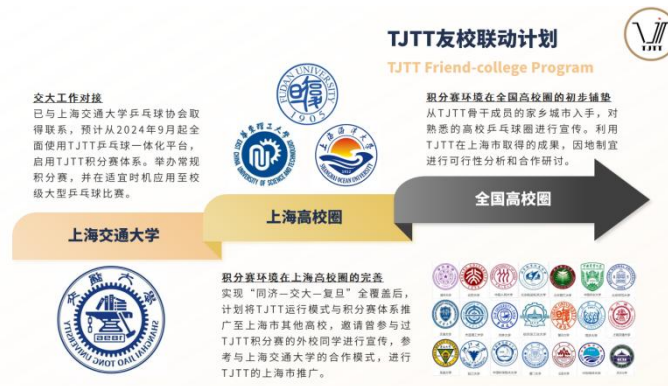 TJTT友校联动计划
TJTT Friend-college Program
TJTT
交大工作对接
已与上海交通大学乒乓球协会取
得联系，预计从2024年9月起全
面使用TJTT乒乓球一体化平台，
启用TJTT积分赛体系。举办常规
积分赛，并在适宜时机应用至校
级大型乒乓球比赛。
FUDAN UNIVERSITY
1905
上海海洋大学
SHANGHAI OCEAN UNIVERSITY
积分赛环境在全国高校圈的初步铺垫
从TJTT骨干成员的家乡城市入手，对
熟悉的高校乒乓球圈进行宣传。利用
TJTT在上海市取得的成果，因地制宜
进行可行性分析和合作研讨。
上海交通大学
上海高校圈
全国高校圈
SHANGHAI JIAO TONG UNIVERSITY
积分赛环境在上海高校圈的完善
实现“同济—交大—复旦”全覆盖后，
计划将TJTT运行模式与积分赛体系推
广至上海市其他高校，邀请曾参与过
TJTT积分赛的外校同学进行宣传，参
考与上海交通大学的合作模式，进行
TJTT的上海市推广。